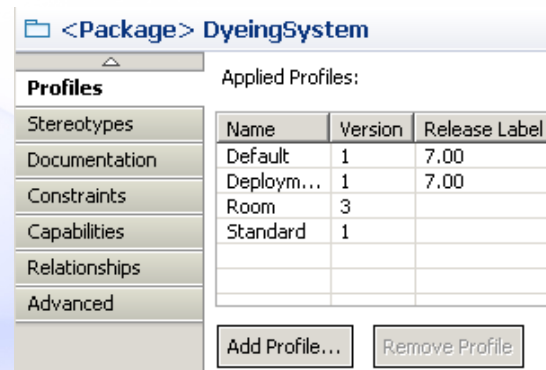 <Package> DyeingSystem
Profiles
Stereotypes
Documentation
Constraints
Capabilities
Relationships
Advanced
Applied Profiles:
Name Version Release Label
Default 1 7.00
Deploym... 1 7.00
Room 3
Standard 1
Add Profile... Remove Profile